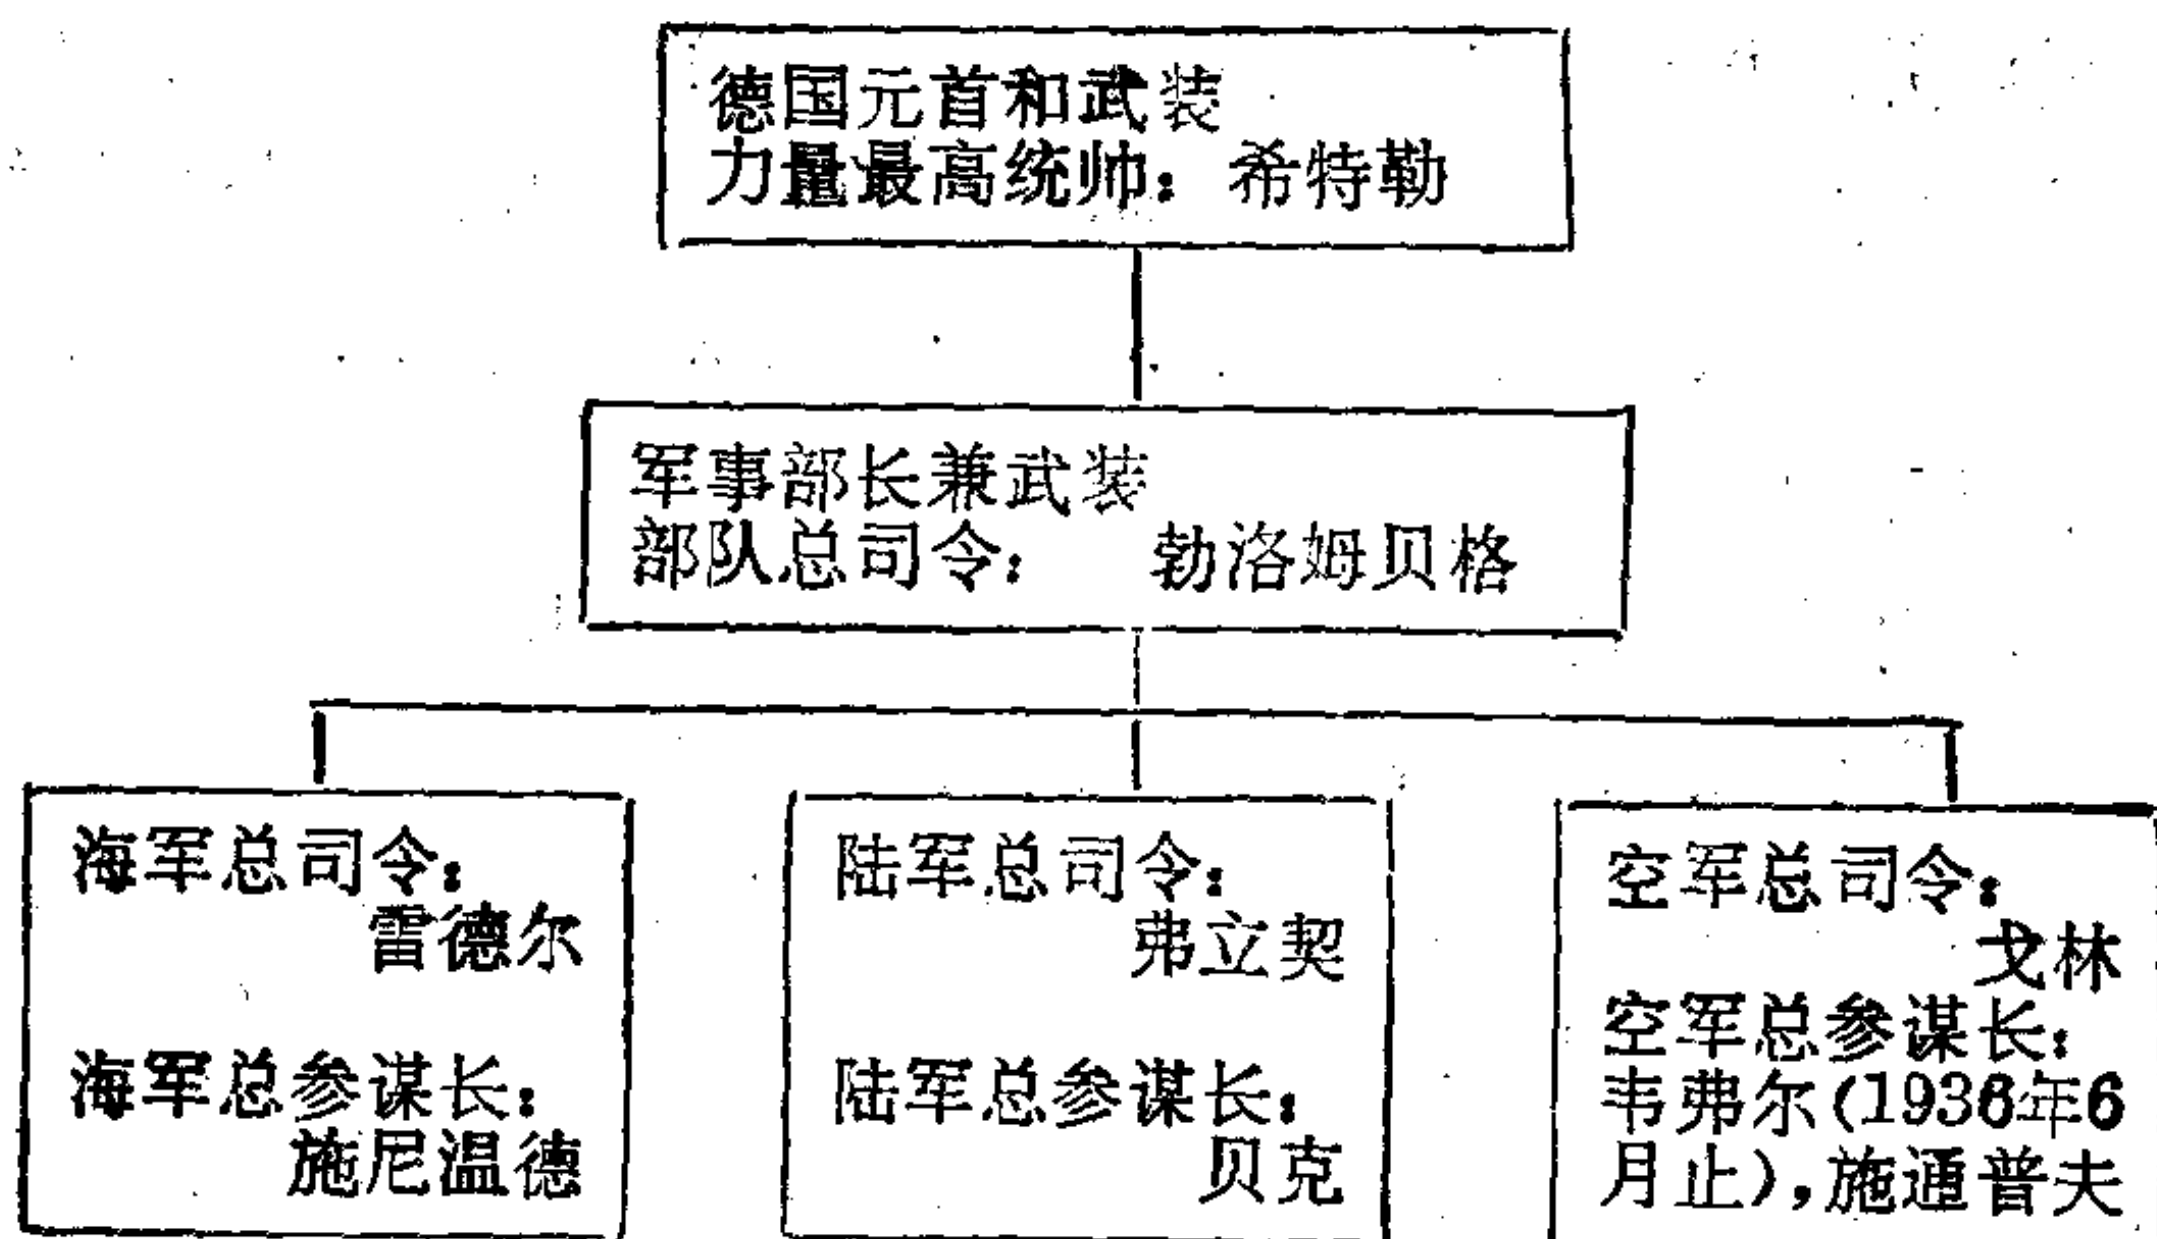 德国元首和武装
力量最高统帅：希特勒
军事部长兼武装
部队总司令： 勃洛姆贝格
海军总司令：
雷德尔
海军总参谋长：
施尼温德
陆军总司令：
弗立契
陆军总参谋长：
贝克
空军总司令：
戈林
空军总参谋长：
韦弗尔(1936年6
月止)，施通普夫